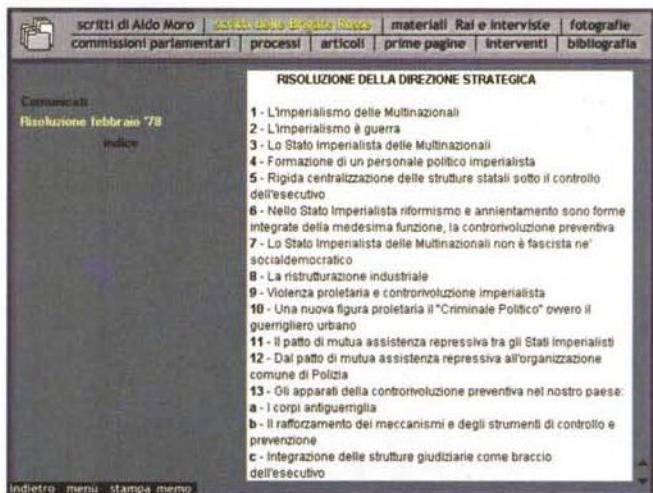 scritti di Aldo Moro | scritti delle Brigate Rosse | materiali Rai e interviste | fotografie
commissioni parlamentari | processi | articoli | prime pagine | interventi | bibliografia
Comunicati
Risoluzione febbraio '78
indice
RISOLUZIONE DELLA DIREZIONE STRATEGICA
1 - L'imperialismo delle Multinazionali
2 - L'imperialismo è guerra
3 - Lo Stato Imperialista delle Multinazionali
4 - Formazione di un personale politico imperialista
5 - Rigida centralizzazione delle strutture statali sotto il controllo
dell'esecutivo
6 - Nello Stato Imperialista riformismo e annientamento sono forme
integrate della medesima funzione, la controrivoluzione preventiva
7 - Lo Stato Imperialista delle Multinazionali non è fascista ne'
socialdemocratico
8 - La ristrutturazione industriale
9 - Violenza proletaria e controrivoluzione imperialista
10 - Una nuova figura proletaria il "Criminale Politico" ovvero il
guerrigliero urbano
11 - Il patto di mutua assistenza repressiva tra gli Stati Imperialisti
12 - Dal patto di mutua assistenza repressiva all'organizzazione
comune di Polizia
13 - Gli apparati della controrivoluzione preventiva nel nostro paese:
a - I corpi antiguerriglia
b - Il rafforzamento dei meccanismi e degli strumenti di controllo e
prevenzione
c - Integrazione delle strutture giudiziarie come braccio
dell'esecutivo
indietro menù stampa memo